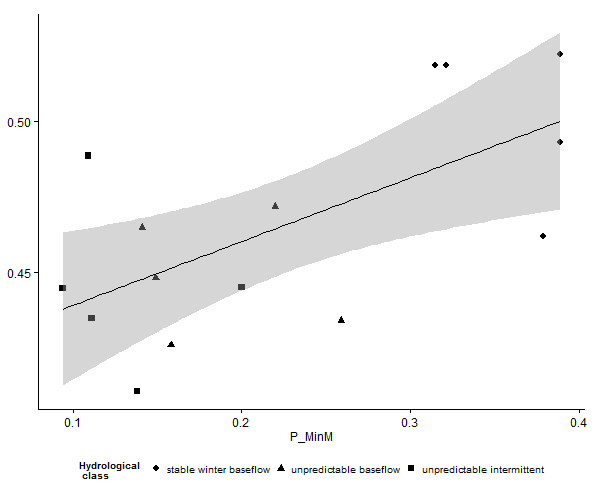 0.50
0.45
0.1 0.2 0.3 0.4
P_MinM
Hydrological
class
stable winter baseflow unpredictable baseflow unpredictable intermittent